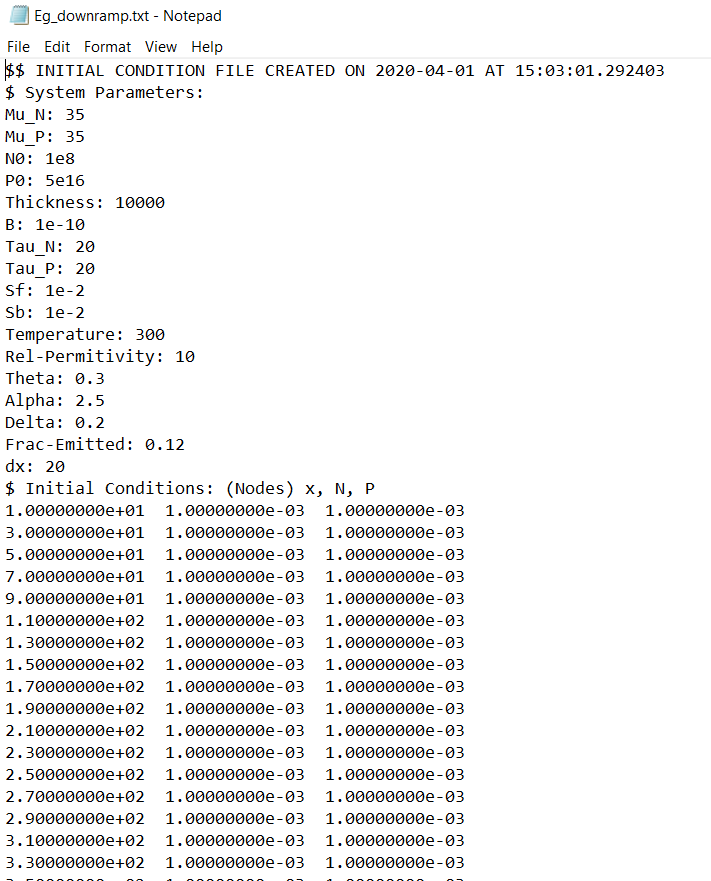 Eg_downramp.txt - Notepad
File Edit Format View Help
$$ INITIAL CONDITION FILE CREATED ON 2020-04-01 AT 15:03:01.292403
$ System Parameters:
Mu_N: 35
Mu_P: 35
N0: 1e8
P0: 5e16
Thickness: 10000
B: 1e-10
Tau_N: 20
Tau_P: 20
Sf: 1e-2
Sb: 1e-2
Temperature: 300
Rel-Permitivity: 10
Theta: 0.3
Alpha: 2.5
Delta: 0.2
Frac-Emitted: 0.12
dx: 20
$ Initial Conditions: (Nodes) x, N, P
1.00000000e+01 1.00000000e-03 1.00000000e-03
3.00000000e+01 1.00000000e-03 1.00000000e-03
5.00000000e+01 1.00000000e-03 1.00000000e-03
7.00000000e+01 1.00000000e-03 1.00000000e-03
9.00000000e+01 1.00000000e-03 1.00000000e-03
1.10000000e+02 1.00000000e-03 1.00000000e-03
1.30000000e+02 1.00000000e-03 1.00000000e-03
1.50000000e+02 1.00000000e-03 1.00000000e-03
1.70000000e+02 1.00000000e-03 1.00000000e-03
1.90000000e+02 1.00000000e-03 1.00000000e-03
2.10000000e+02 1.00000000e-03 1.00000000e-03
2.30000000e+02 1.00000000e-03 1.00000000e-03
2.50000000e+02 1.00000000e-03 1.00000000e-03
2.70000000e+02 1.00000000e-03 1.00000000e-03
2.90000000e+02 1.00000000e-03 1.00000000e-03
3.10000000e+02 1.00000000e-03 1.00000000e-03
3.30000000e+02 1.00000000e-03 1.00000000e-03